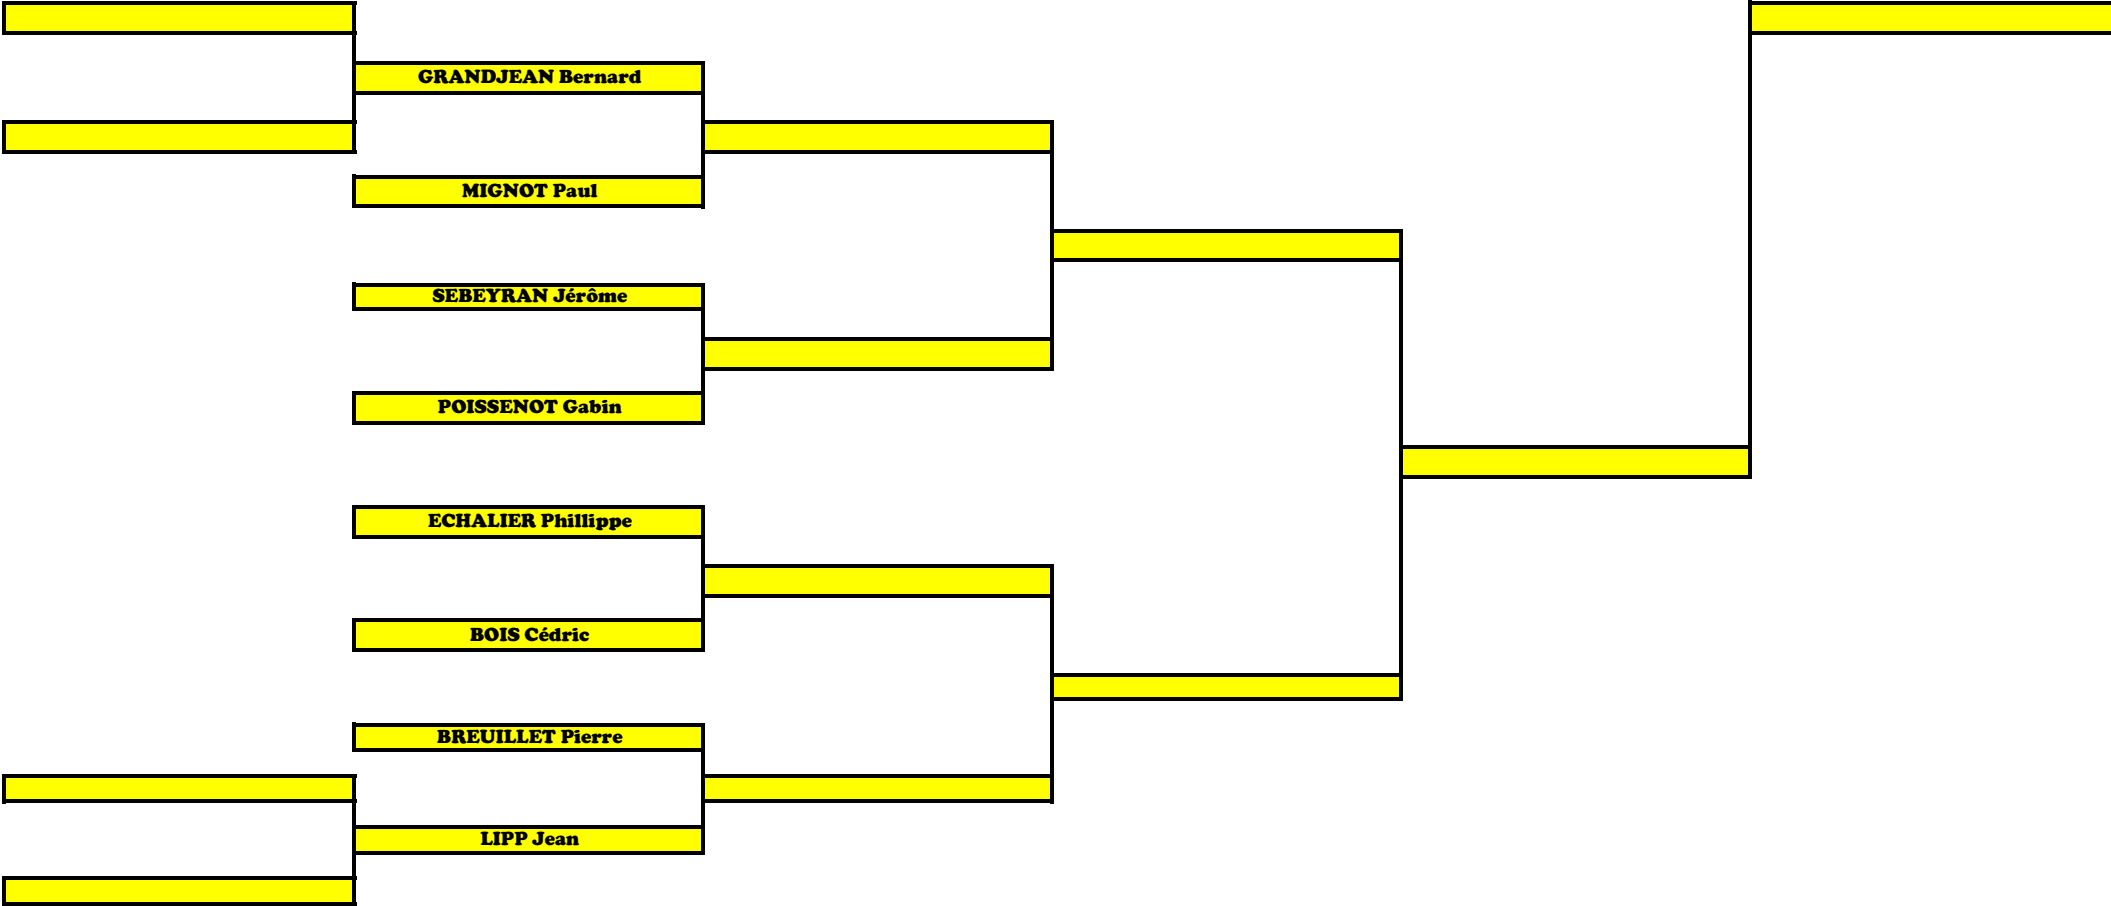 GRANDJEAN Bernard
MIGNOT Paul
SEBEYRAN Jérôme
POISSENOT Gabin
ECHALIER Phillippe
BOIS Cédric
BREUILLET Pierre
LIPP Jean